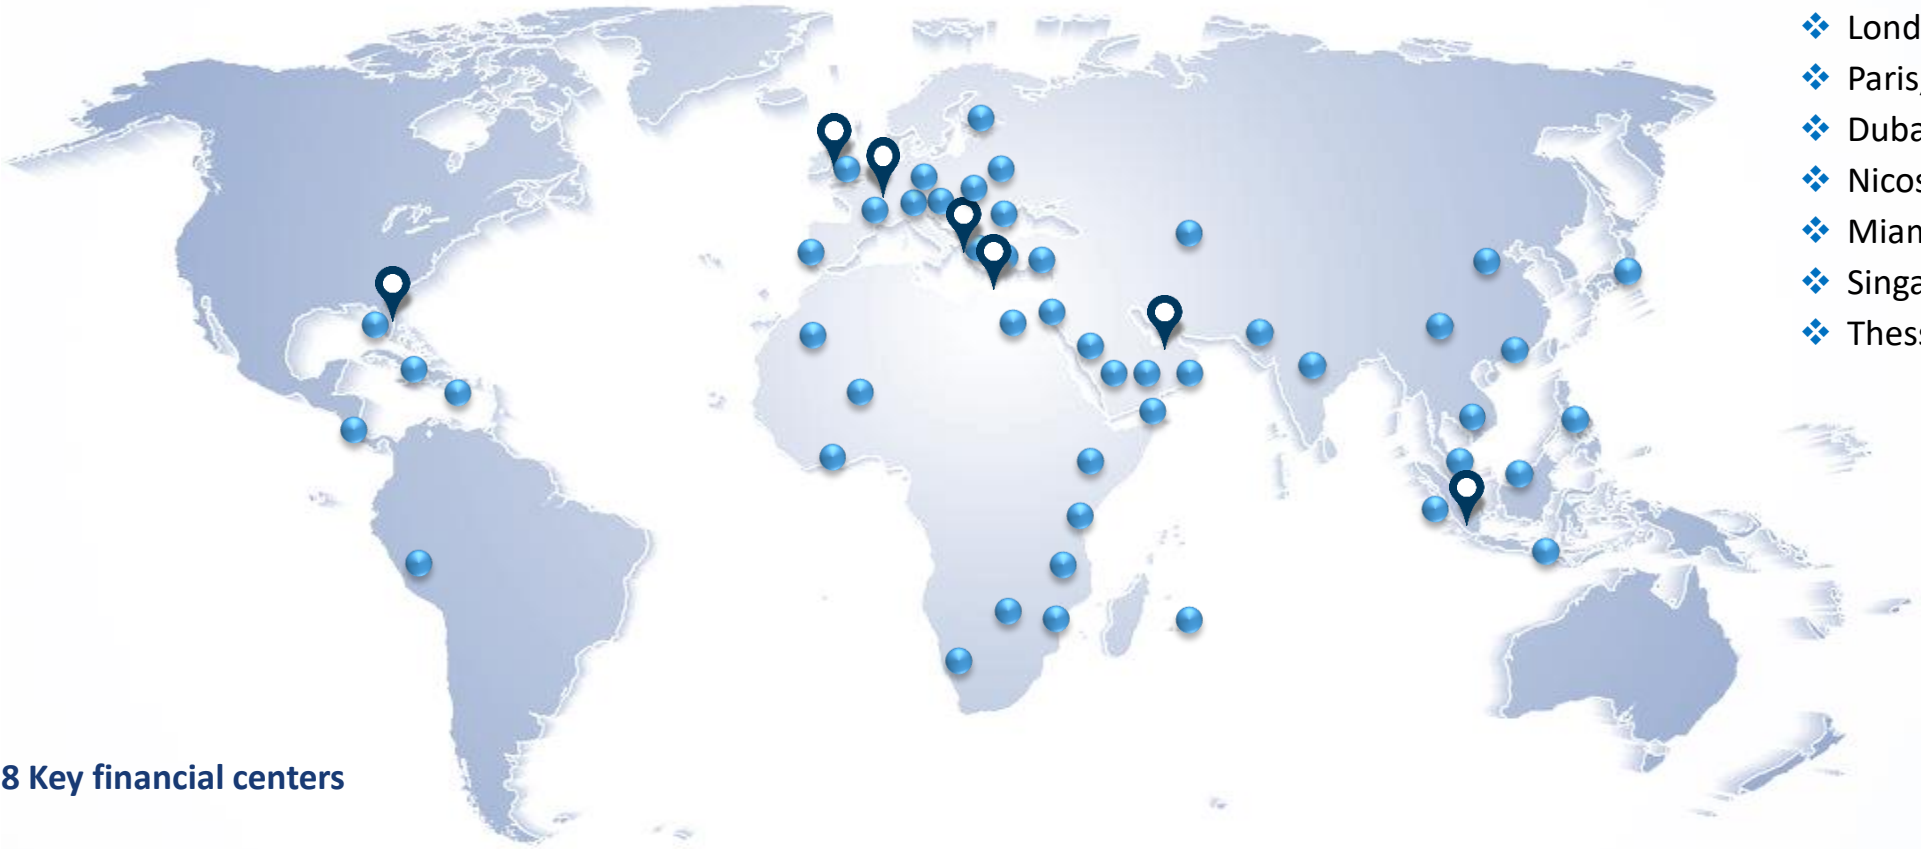 ❖ Lond
❖ Paris,
❖ Duba
❖ Nicos
❖ Mian
❖ Singa
❖ Thess
8 Key financial centers